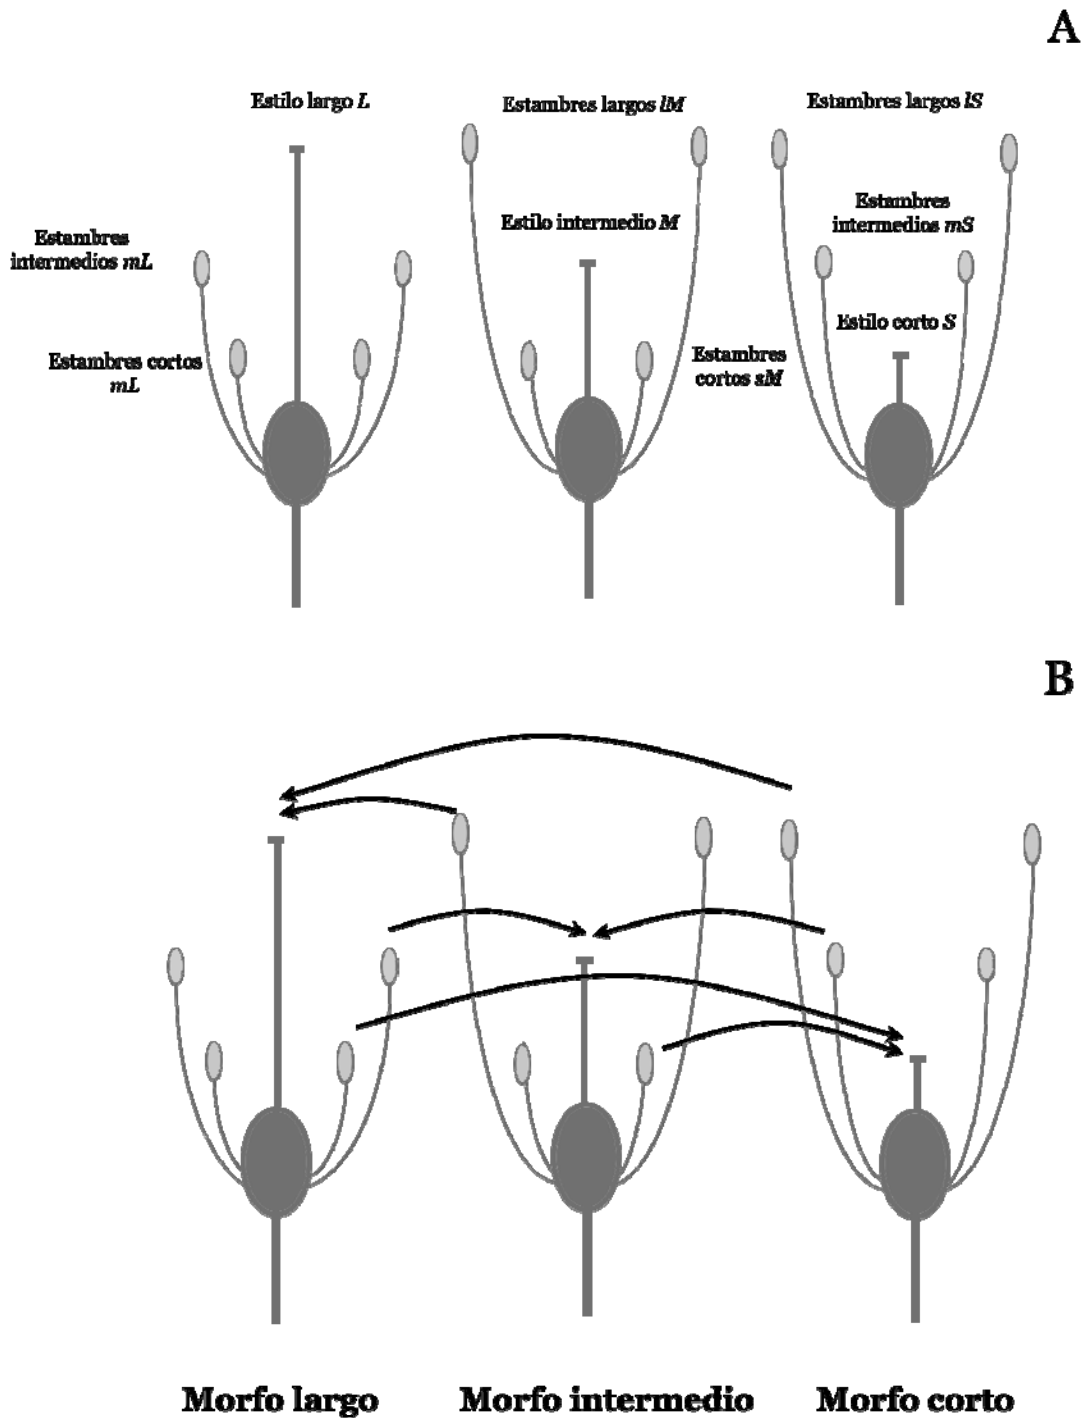 A
Estilo largo L
Estambres largos lM
Estambres largos lS
Estambres
intermedios mL
Estilo intermedio M
Estambres
intermedios mS
Estambres cortos
mL
Estambres
cortos sM
Estilo corto S
B
Morfo largo
Morfo intermedio
Morfo corto